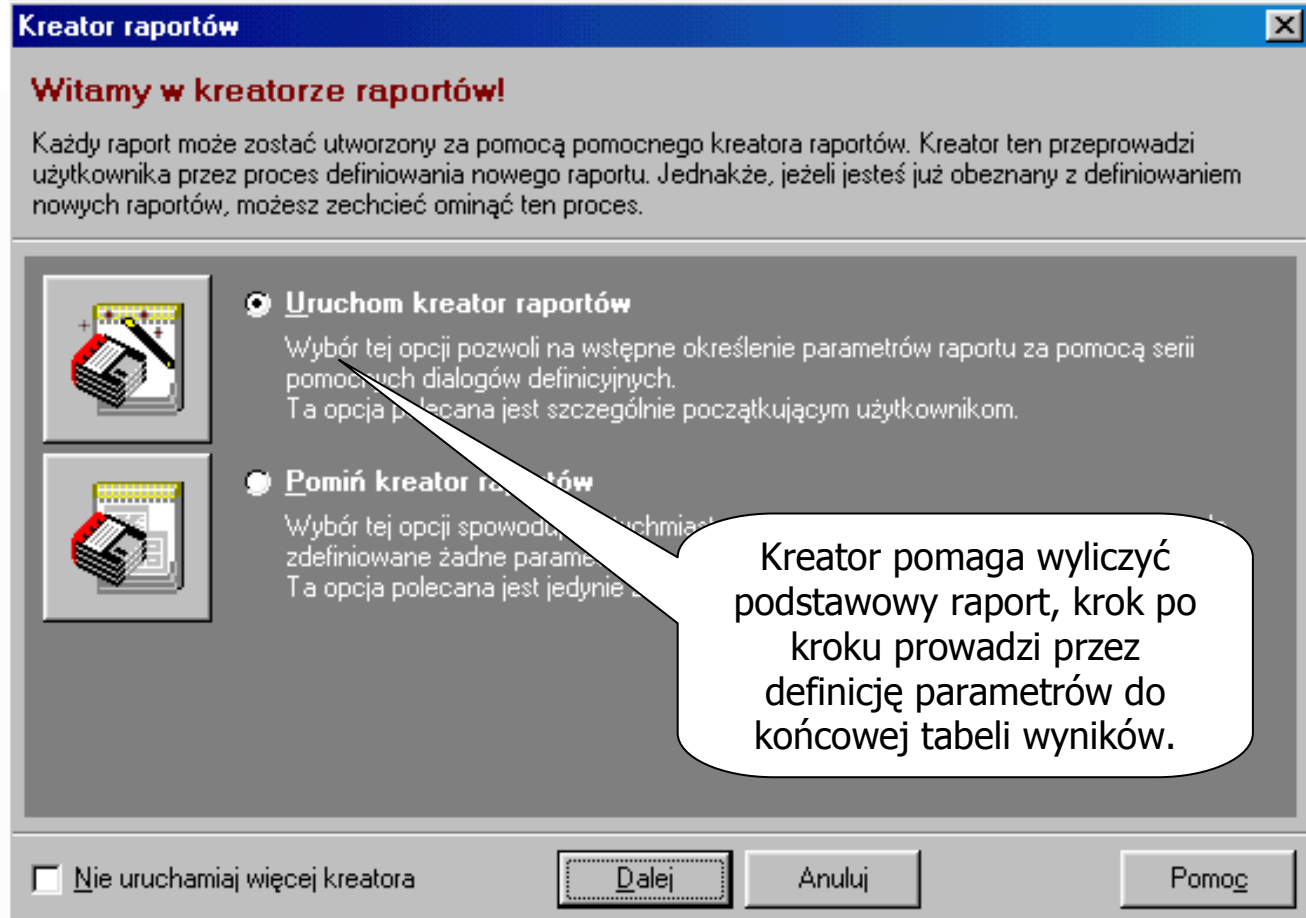 Kreator raportów
Witamy w kreatorze raportów!
Każdy raport może zostać utworzony za pomocą pomocnego kreatora raportów. Kreator ten przeprowadzi
użytkownika przez proces definiowania nowego raportu. Jednakże, jeżeli jesteś już obeznany z definiowaniem
nowych raportów, możesz zechcieć ominąć ten proces.
Uruchom kreator raportów
Wybór tej opcji pozwoli na wstępne określenie parametrów raportu za pomocą serii
pomocnych dialogów definicyjnych.
Ta opcja polecana jest szczególnie początkującym użytkownikom.
Pomiń kreator raportów
Wybór tej opcji
zdefiniowane żadne
Ta opcja polecana jest jedynie
Kreator pomaga wyliczyć
podstawowy raport, krok po
kroku prowadzi przez
definicję parametrów do
końcowej tabeli wyników.
Nie uruchamiaj więcej kreatora
Dalej
Anuluj
Pomoc